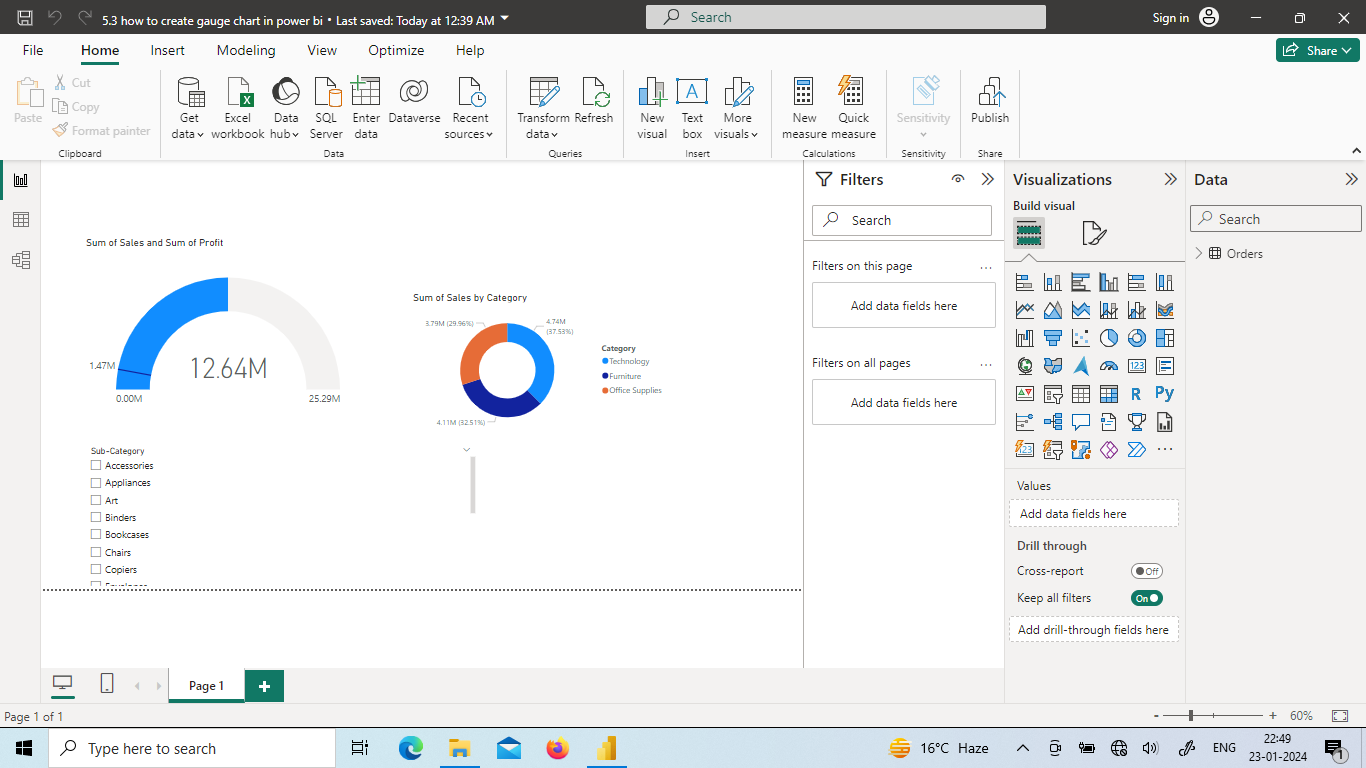 5.3 how to create gauge chart in power bi • Last saved: Today at 12:39 AM
Search
Sign in
File
Home
Insert
Modeling
View
Optimize
Help
Share
Paste
Cut
Copy
Format painter
Clipboard
Get data
Excel workbook
Data hub
SQL Server
Enter data
Dataverse
Recent sources
Data
Transform data
Refresh
Queries
New visual
Text box
More visuals
Insert
New measure
Quick measure
Calculations
Sensitivity
Sensitivity
Publish
Share
Sum of Sales and Sum of Profit
1.47M
12.64M
0.00M
25.29M
Sum of Sales by Category
3.79M (29.96%)
4.74M
(37.53%)
4.11M (32.51%)
Category
Technology
Furniture
Office Supplies
Sub-Category
Accessories
Appliances
Art
Binders
Bookcases
Chairs
Copiers
Filters
Search
Filters on this page
Add data fields here
Filters on all pages
Add data fields here
Visualizations
Build visual
123
R
Py
123
Values
Add data fields here
Drill through
Cross-report
Off
Keep all filters
On
Add drill-through fields here
Data
Search
Orders
Page 1
Page 1 of 1
- + 60%
Type here to search
16°C Haze
ENG
22:49
23-01-2024
1